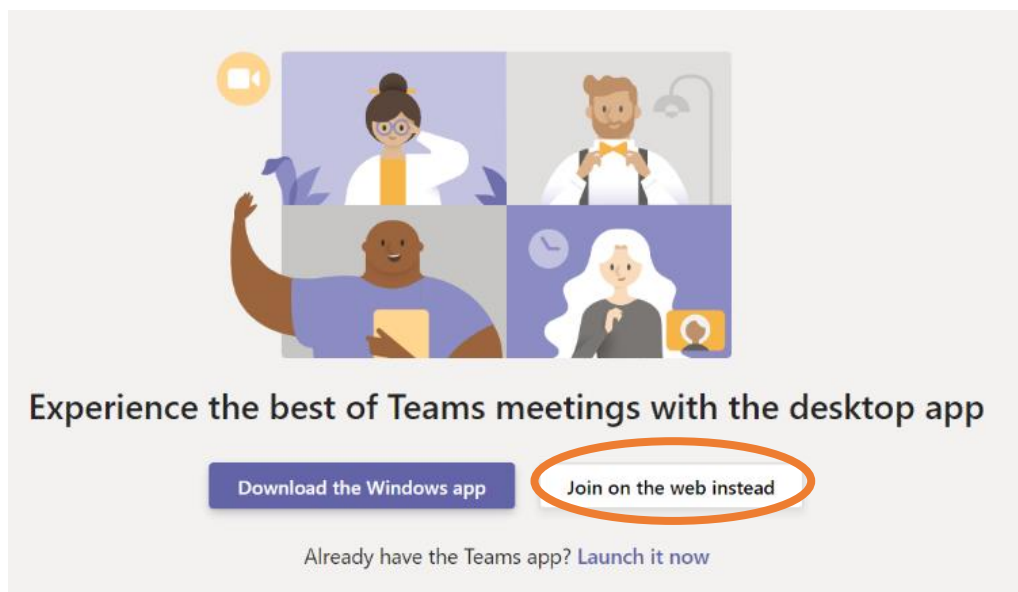 Experience the best of Teams meetings with the desktop app
Download the Windows app
Join on the web instead
Already have the Teams app? Launch it now